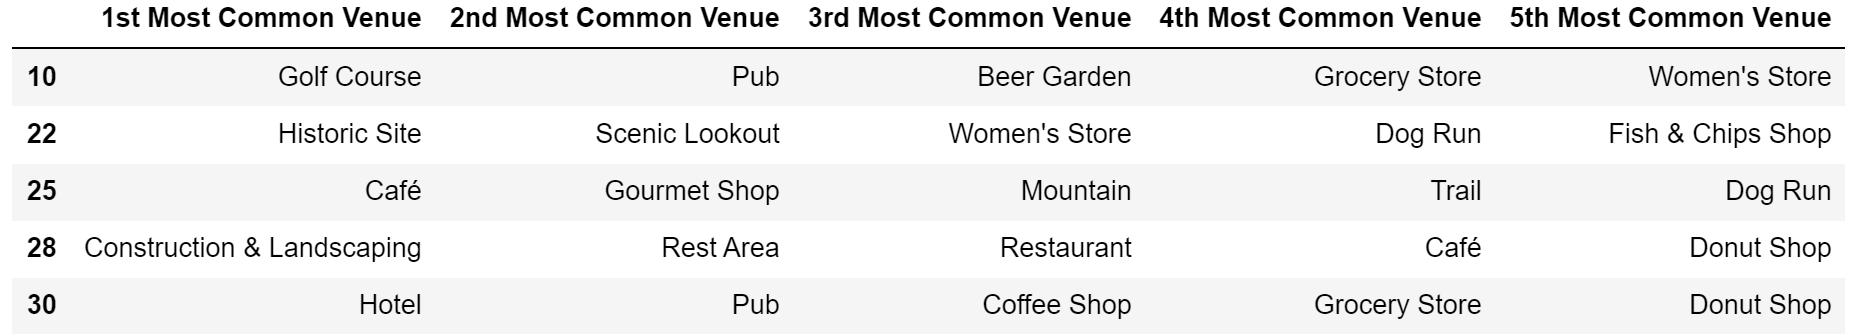 1st Most Common Venue 2nd Most Common Venue 3rd Most Common Venue 4th Most Common Venue 5th Most Common Venue
10 Golf Course Pub Beer Garden Grocery Store Women's Store
22 Historic Site Scenic Lookout Women's Store Dog Run Fish & Chips Shop
25 Café Gourmet Shop Mountain Trail Dog Run
28 Construction & Landscaping Rest Area Restaurant Café Donut Shop
30 Hotel Pub Coffee Shop Grocery Store Donut Shop